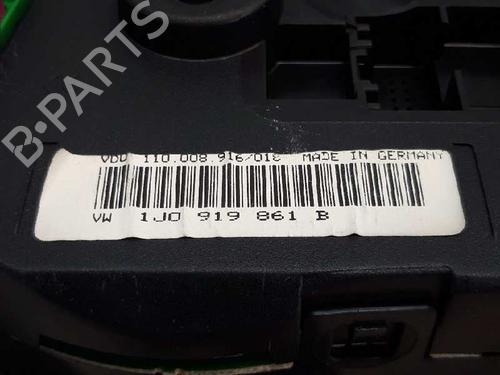 B-PARTS
VDO 110.008.916/018 MADE IN GERMANY
VW 1J0 919 861 B